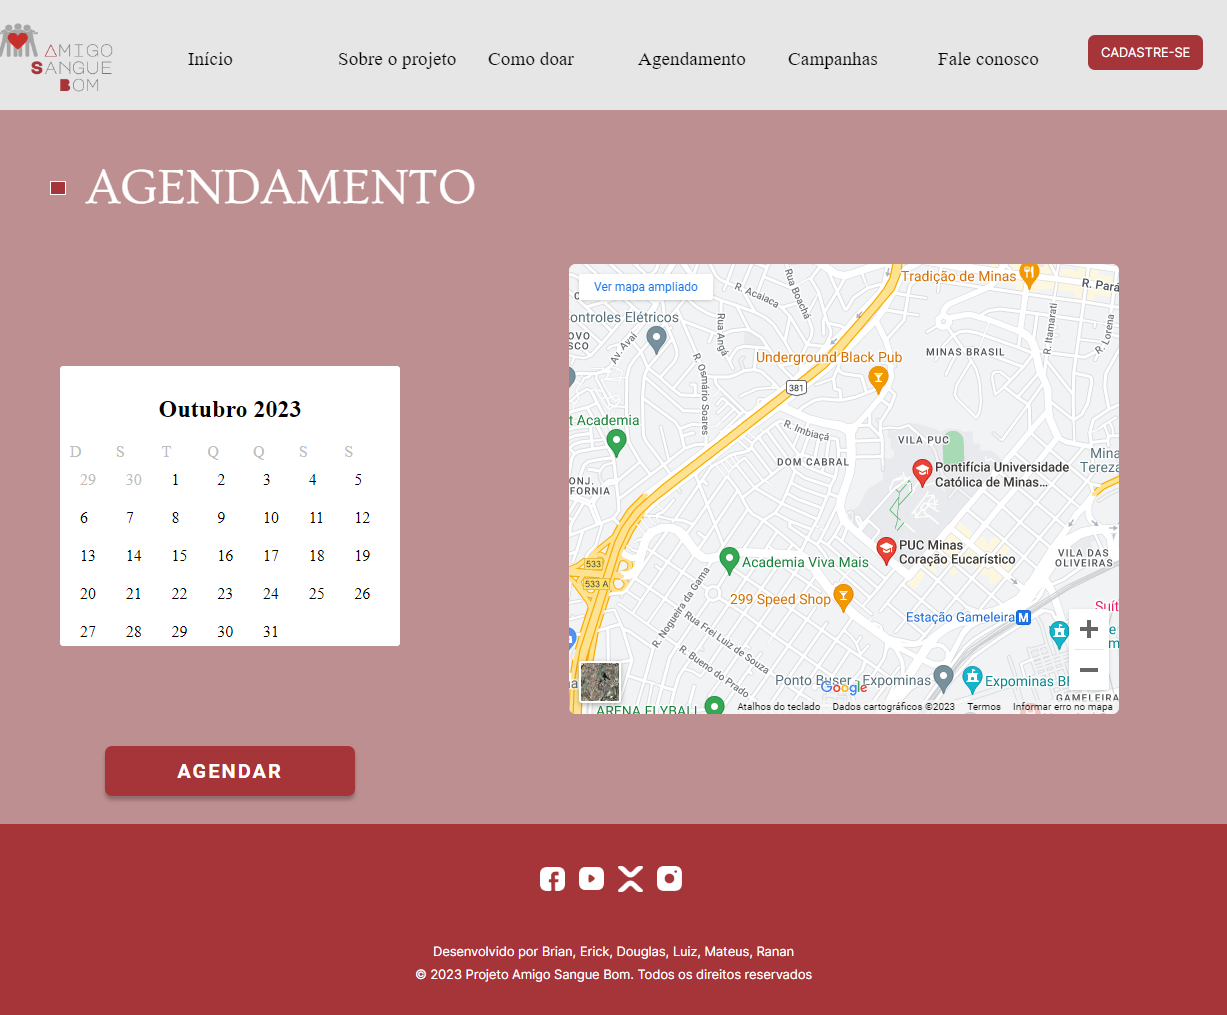 AMIGO
SANGUE
BOM
Início
Sobre o projeto
Como doar
Agendamento
Campanhas
Fale conosco
CADASTRE-SE
AGENDAMENTO
Outubro 2023
D S T Q Q S S
29 30 1 2 3 4 5
6 7 8 9 10 11 12
13 14 15 16 17 18 19
20 21 22 23 24 25 26
27 28 29 30 31
AGENDAR
Ver mapa ampliado
Tradição de Minas
R. Acaiaca
Rua Boachá
R. Pará
ontroles Elétricos
OVO
SCO
Av. Avaí
Rua Angá
R. Itamarati
R. Lorena
MINAS BRASIL
Underground Black Pub
R. Osmário Soares
381
t Academia
R. Imbiaçá
VILA PUC
DOM CABRAL
Mina
Tereza
Pontifícia Universidade
Católica de Minas...
ONJ.
FORNIA
PUC Minas
Coração Eucarístico
VILA DAS
OLIVEIRAS
533
533 A
Academia Viva Mais
299 Speed Shop
R. Nogueira da Gama
Rua Frei Luiz de Souza
R. Bueno do Prado
Estação Gameleira
M
Suít
e
m
Ponto Buser - Expominas
Expominas BH
GAMELEIRA
na
ARENA FLYBALL
Google
Atalhos do teclado
Dados cartográficos ©2023
Termos
Informar erro no mapa
Desenvolvido por Brian, Erick, Douglas, Luiz, Mateus, Ranan
© 2023 Projeto Amigo Sangue Bom. Todos os direitos reservados